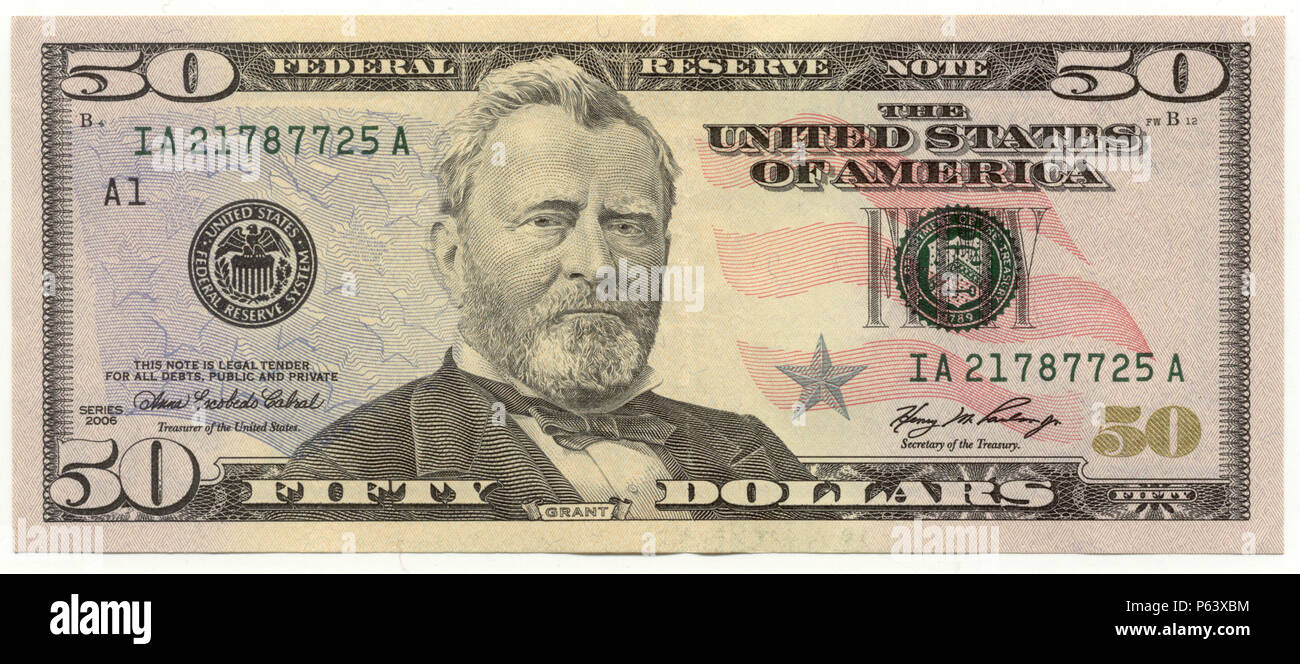 50 FEDERAL RESERVE NOTE 50
THE
UNITED STATES
OF AMERICA
B4
FW B 12
IA 21787725 A
A1
UNITED STATES FEDERAL RESERVE SYSTEM
1789
THIS NOTE IS LEGAL TENDER
FOR ALL DEBTS, PUBLIC AND PRIVATE
Anna Escobedo Cabral
Treasurer of the United States.
SERIES
2006
IA 21787725 A
Henry M. Paulson Jr.
Secretary of the Treasury.
50
50 FIFTY DOLLARS FIFTY
GRANT
alamy
Image ID: P63XBM
www.alamy.com